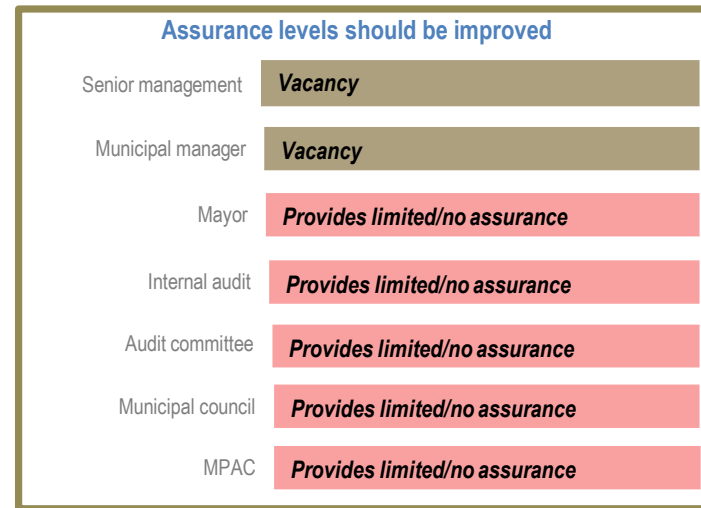 Assurance levels should be improved
Senior management Vacancy
Municipal manager Vacancy
Mayor Provides limited/no assurance
Internal audit Provides limited/no assurance
Audit committee Provides limited/no assurance
Municipal council Provides limited/no assurance
MPAC Provides limited/no assurance